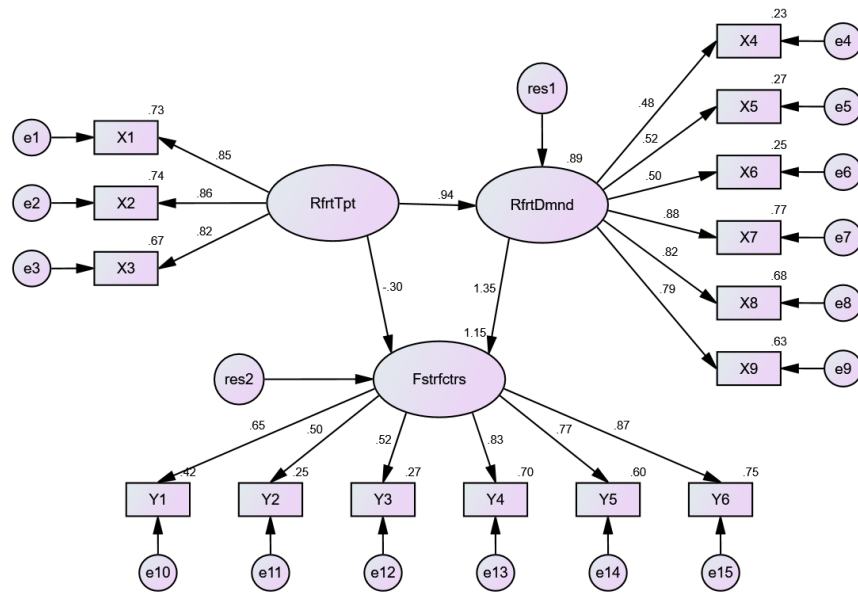 .23
X4
e4
res1
.27
.48
X5
e5
.73
.52
e1
X1
.89
.25
.85
.50
X6
e6
.74
e2
X2
.86
RfrtTpt
.94
RfrtDmnd
.88
.77
X7
e7
.67
.82
e3
X3
.82
.68
-.30
1.35
.79
X8
e8
1.15
.63
X9
e9
res2
Fstrfctrs
.65
.50
.52
.83
.77
.87
.42
.25
.27
.70
.60
.75
Y1
Y2
Y3
Y4
Y5
Y6
e10
e11
e12
e13
e14
e15